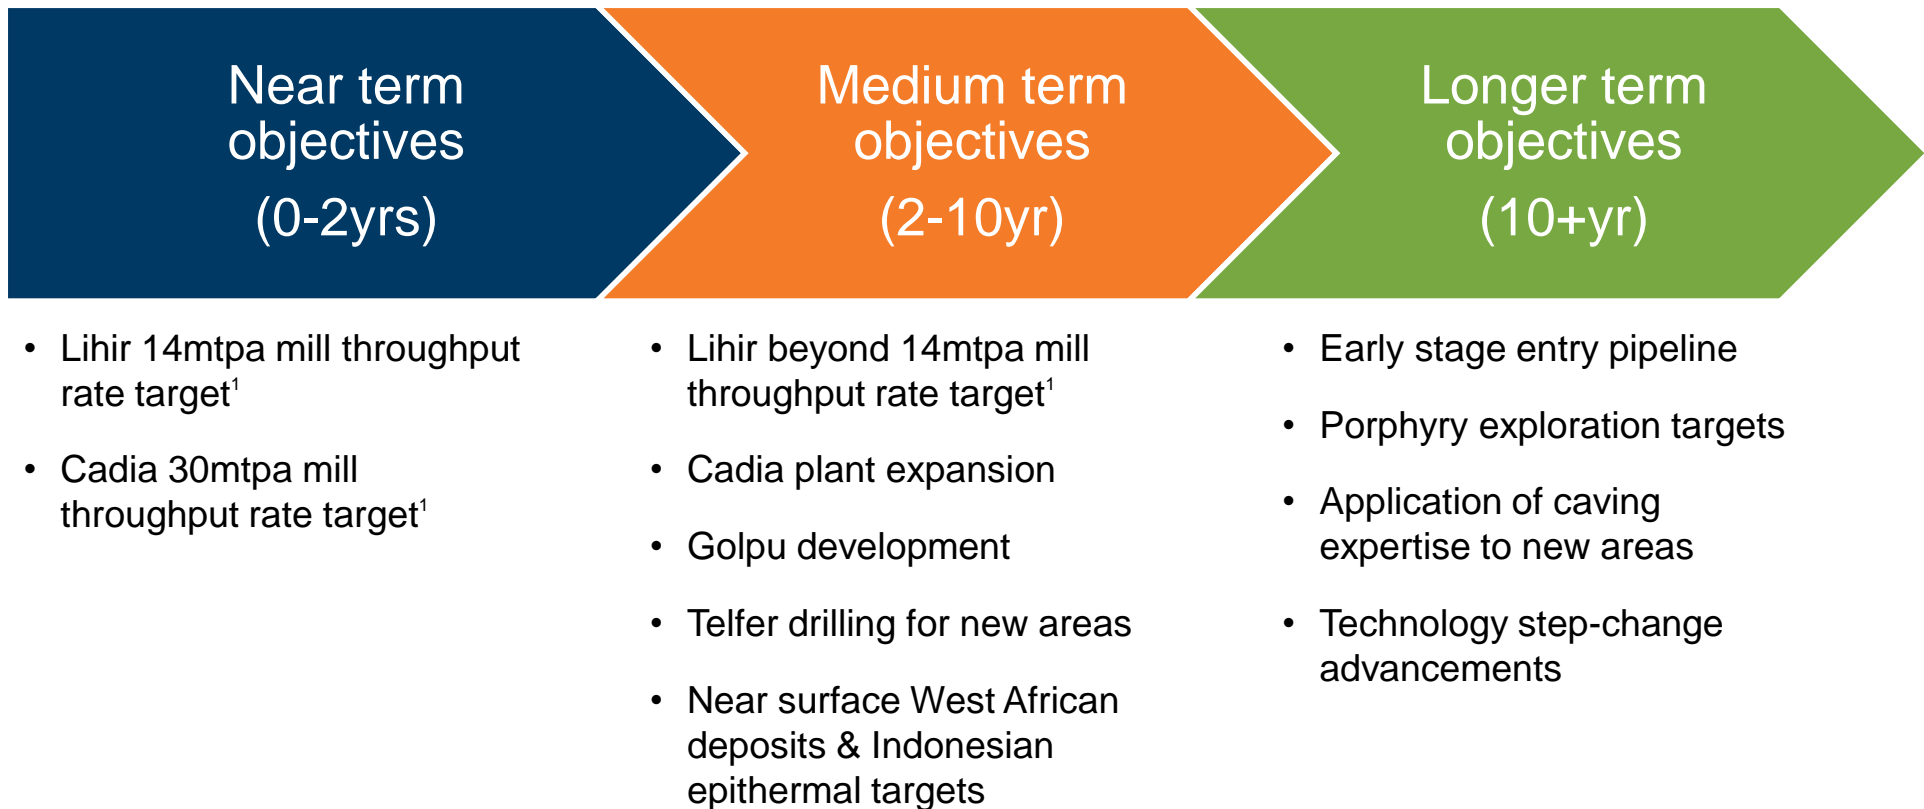 Near term
objectives
(0-2yrs)
Medium term
objectives
(2-10yr)
Longer term
objectives
(10+yr)
• Lihir 14mtpa mill throughput
rate target¹
• Cadia 30mtpa mill
throughput rate target¹
• Lihir beyond 14mtpa mill
throughput rate target¹
• Cadia plant expansion
• Golpu development
• Telfer drilling for new areas
• Near surface West African
deposits & Indonesian
epithermal targets
• Early stage entry pipeline
• Porphyry exploration targets
• Application of caving
expertise to new areas
• Technology step-change
advancements